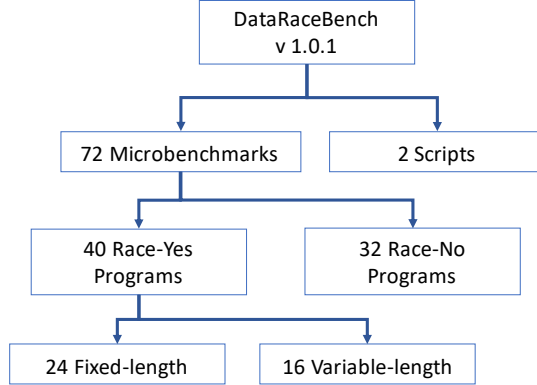 DataRaceBench
v 1.0.1
72 Microbenchmarks
2 Scripts
40 Race-Yes
Programs
32 Race-No
Programs
24 Fixed-length
16 Variable-length